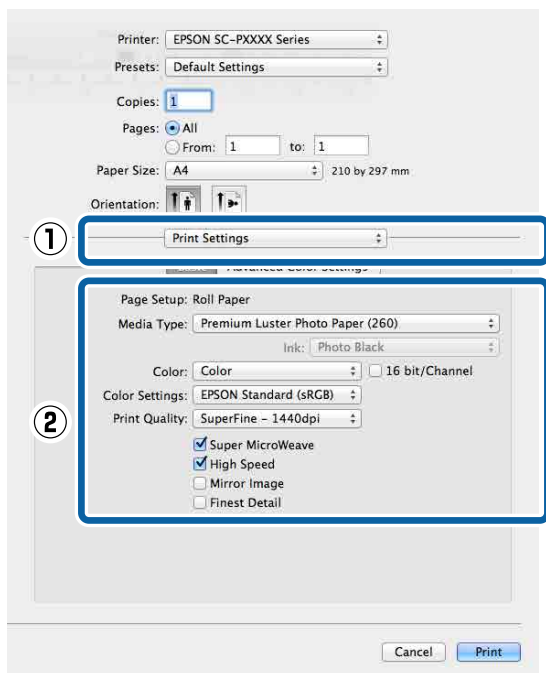 Printer: EPSON SC-PXXXX Series
Presets: Default Settings
Copies: 1
Pages: All
From: 1 to: 1
Paper Size: A4 210 by 297 mm
Orientation:
1 Print Settings
Advanced Color Settings
Page Setup: Roll Paper
Media Type: Premium Luster Photo Paper (260)
Ink: Photo Black
Color: Color 16 bit/Channel
Color Settings: EPSON Standard (sRGB)
2 Print Quality: SuperFine – 1440dpi
Super MicroWeave
High Speed
Mirror Image
Finest Detail
Cancel Print